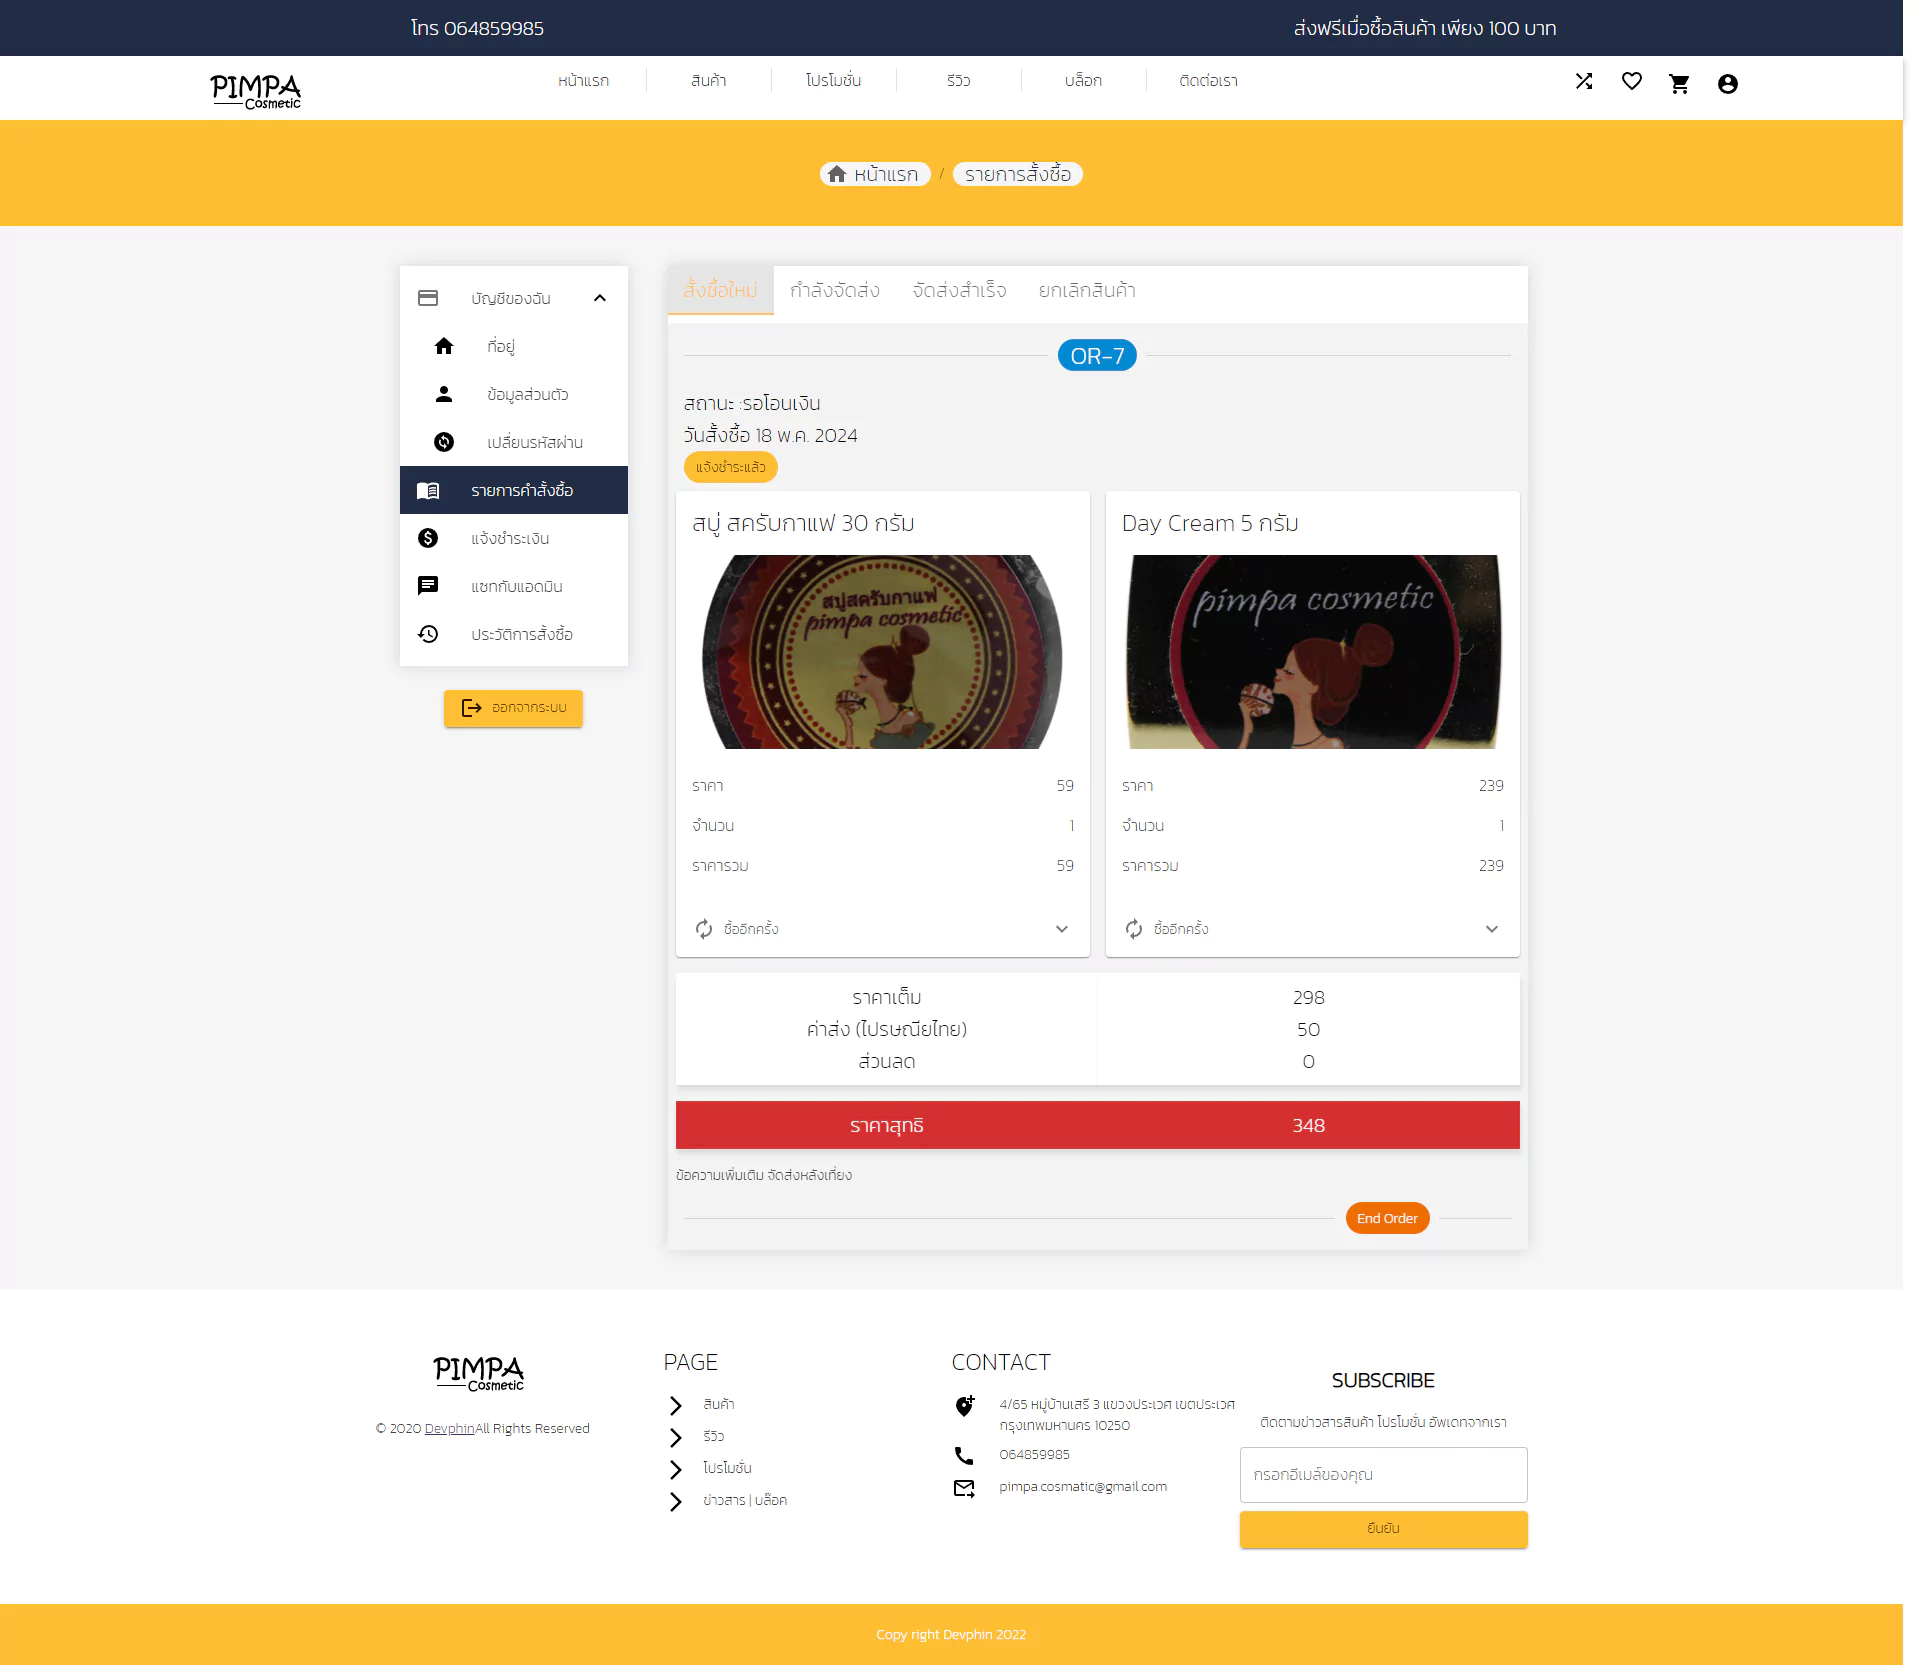 โทร 064859985
ส่งฟรีเมื่อซื้อสินค้า เพียง 100 บาท
PIMPA
Cosmetic
หน้าแรก
สินค้า
โปรโมชั่น
รีวิว
บล็อก
ติดต่อเรา
หน้าแรก / รายการสั่งซื้อ
บัญชีของฉัน
ที่อยู่
ข้อมูลส่วนตัว
เปลี่ยนรหัสผ่าน
รายการคำสั่งซื้อ
แจ้งชำระเงิน
แชทกับแอดมิน
ประวัติการสั่งซื้อ
ออกจากระบบ
สั่งซื้อใหม่
กำลังจัดส่ง
จัดส่งสำเร็จ
ยกเลิกสินค้า
OR-7
สถานะ :รอโอนเงิน
วันสั่งซื้อ 18 พ.ค. 2024
แจ้งชำระแล้ว
สบู่ สครับกาแฟ 30 กรัม
สบู่สครับกาแฟ
pimpa cosmetic
ราคา 59
จำนวน 1
ราคารวม 59
ซื้ออีกครั้ง
Day Cream 5 กรัม
pimpa cosmetic
ราคา 239
จำนวน 1
ราคารวม 239
ซื้ออีกครั้ง
ราคาเต็ม 298
ค่าส่ง (ไปรษณียไทย) 50
ส่วนลด 0
ราคาสุทธิ 348
ข้อความเพิ่มเติม จัดส่งหลังเที่ยง
End Order
PIMPA
Cosmetic
© 2020 DevphinAll Rights Reserved
PAGE
สินค้า
รีวิว
โปรโมชั่น
ข่าวสาร | บล๊อค
CONTACT
4/65 หมู่บ้านเสรี 3 แขวงประเวศ เขตประเวศ
กรุงเทพมหานคร 10250
064859985
pimpa.cosmatic@gmail.com
SUBSCRIBE
ติดตามข่าวสารสินค้า โปรโมชั่น อัพเดทจากเรา
กรอกอีเมล์ของคุณ
ยืนยัน
Copy right Devphin 2022